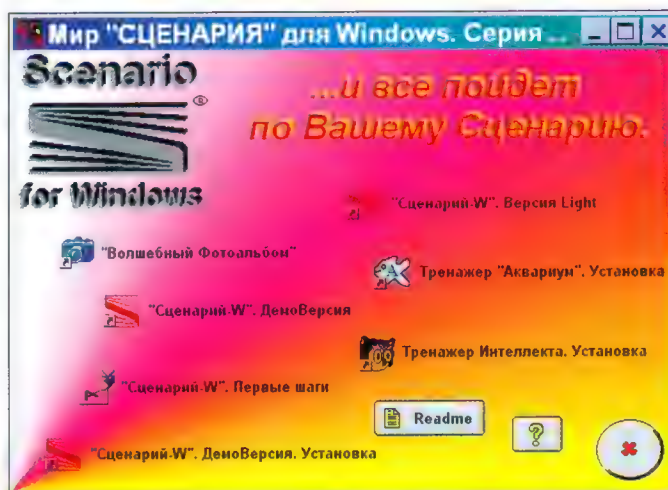 Мир "СЦЕНАРИЯ" для Windows. Серия ...
Scenario
®
for Windows
...и все пойдет
по Вашему Сценарию.
"Сценарий-W". Версия Light
"Волшебный Фотоальбом"
Тренажер "Аквариум". Установка
"Сценарий-W". ДемоВерсия
Тренажер Интеллекта. Установка
"Сценарий-W". Первые шаги
Readme
?
"Сценарий-W". ДемоВерсия. Установка